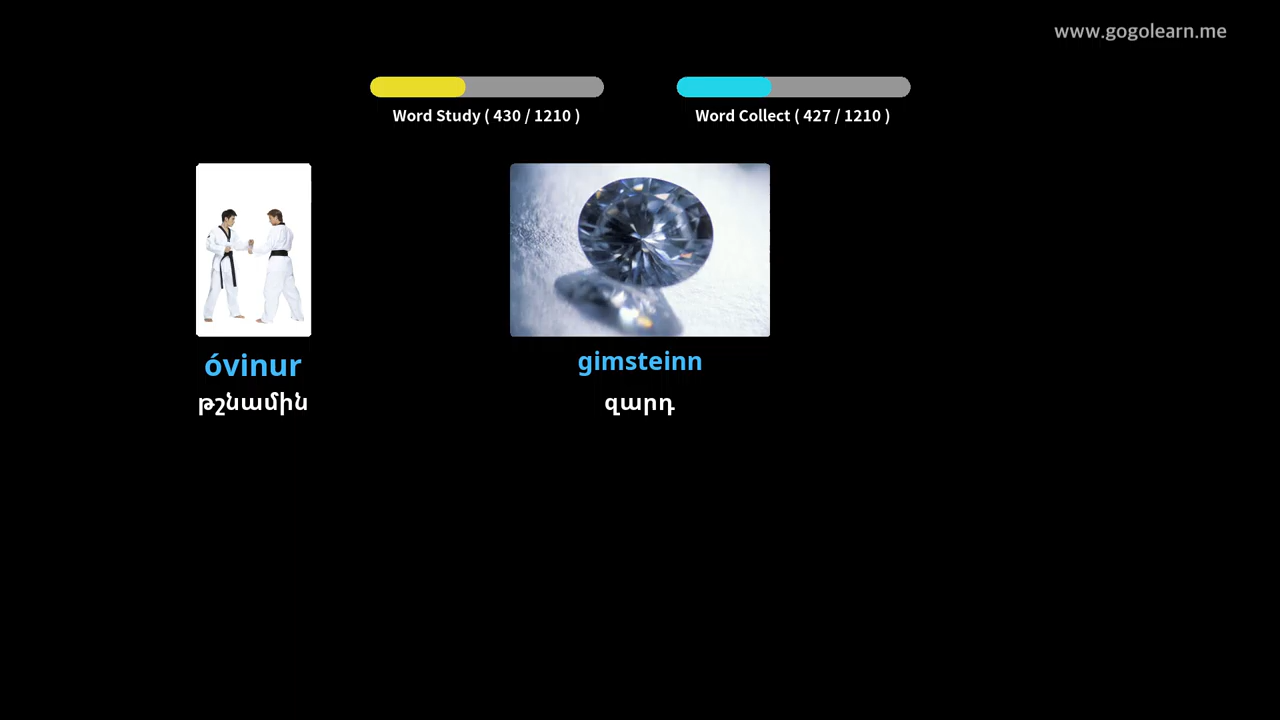 www.gogolearn.me
Word Study ( 430 / 1210 )
Word Collect ( 427 / 1210 )
óvinur
gimsteinn
թշնամին
զարդ